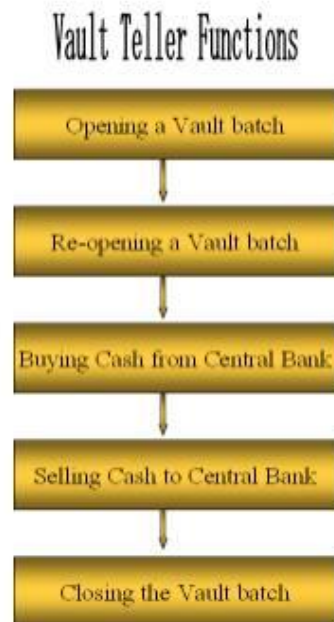 Vault Teller Functions
Opening a Vault batch
Re-opening a Vault batch
Buying Cash from Central Bank
Selling Cash to Central Bank
Closing the Vault batch